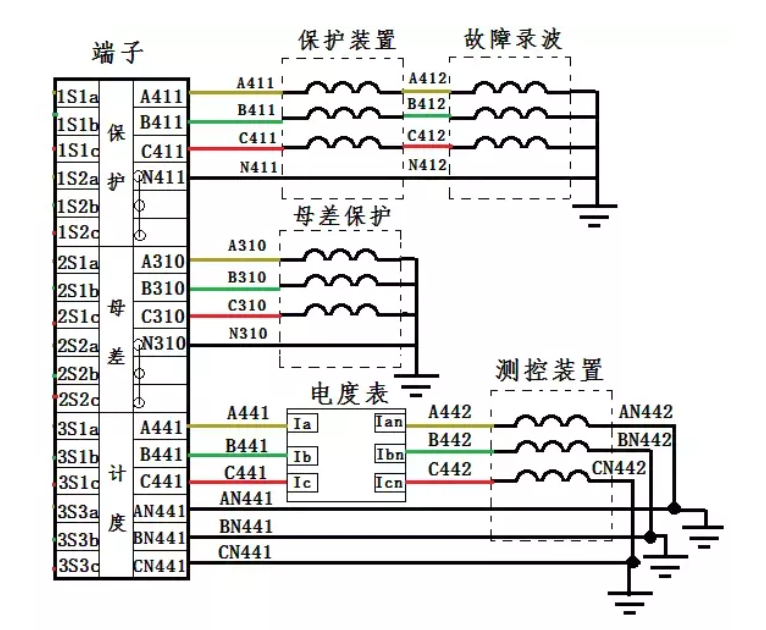 保护装置
故障录波
端子
1S1a
1S1b
1S1c
1S2a
1S2b
1S2c
保护
A411
B411
C411
N411
A411
B411
C411
N411
A412
B412
C412
N412
2S1a
2S1b
2S1c
2S2a
2S2b
2S2c
母差
A310
B310
C310
N310
母差保护
A310
B310
C310
N310
3S1a
3S1b
3S1c
3S3a
3S3b
3S3c
计度
A441
B441
C441
AN441
BN441
CN441
A441
B441
C441
AN441
BN441
CN441
电度表
Ia
Ib
Ic
Ian
Ibn
Icn
A442
B442
C442
测控装置
AN442
BN442
CN442